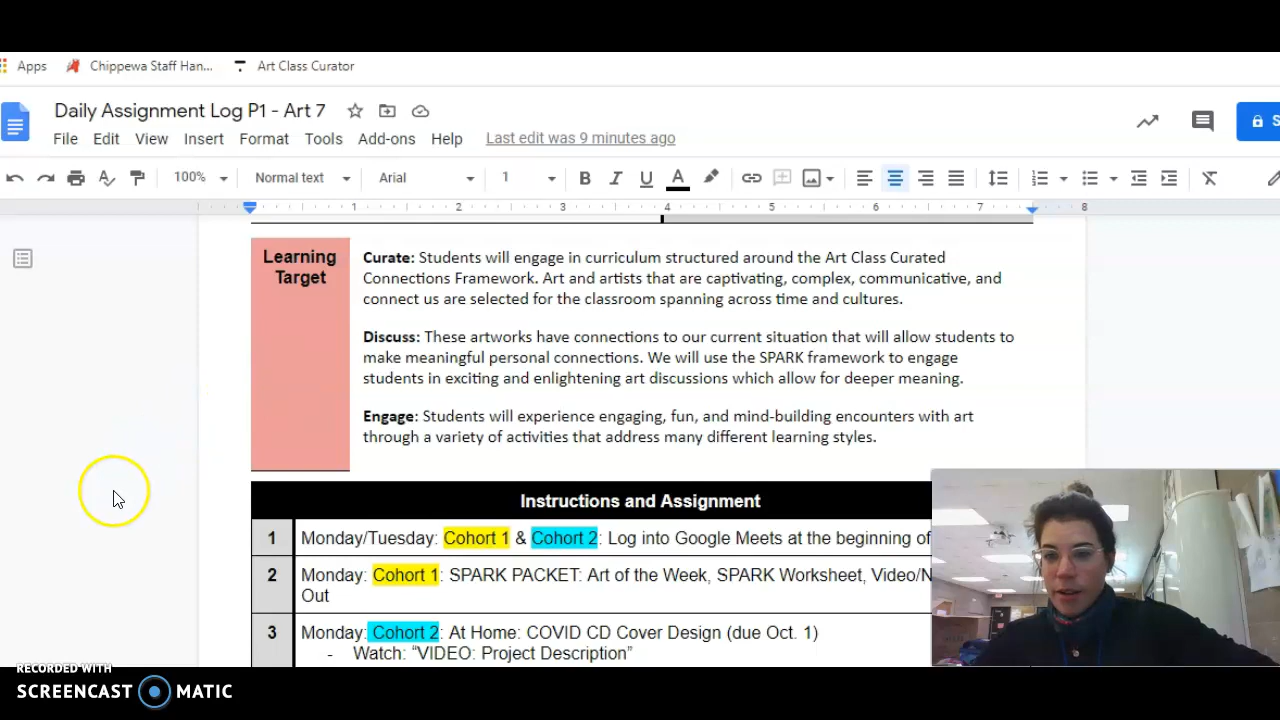 Apps Chippewa Staff Han... Art Class Curator
Daily Assignment Log P1 - Art 7
File Edit View Insert Format Tools Add-ons Help Last edit was 9 minutes ago
100% Normal text Arial 1 B I U A
1 2 3 4 5 6 7 8
Learning
Target
Curate: Students will engage in curriculum structured around the Art Class Curated
Connections Framework. Art and artists that are captivating, complex, communicative, and
connect us are selected for the classroom spanning across time and cultures.
Discuss: These artworks have connections to our current situation that will allow students to
make meaningful personal connections. We will use the SPARK framework to engage
students in exciting and enlightening art discussions which allow for deeper meaning.
Engage: Students will experience engaging, fun, and mind-building encounters with art
through a variety of activities that address many different learning styles.
Instructions and Assignment
1 Monday/Tuesday: Cohort 1 & Cohort 2: Log into Google Meets at the beginning of
2 Monday: Cohort 1: SPARK PACKET: Art of the Week, SPARK Worksheet, Video/N
Out
3 Monday: Cohort 2: At Home: COVID CD Cover Design (due Oct. 1)
- Watch: “VIDEO: Project Description”
RECORDED WITH
SCREENCAST MATIC